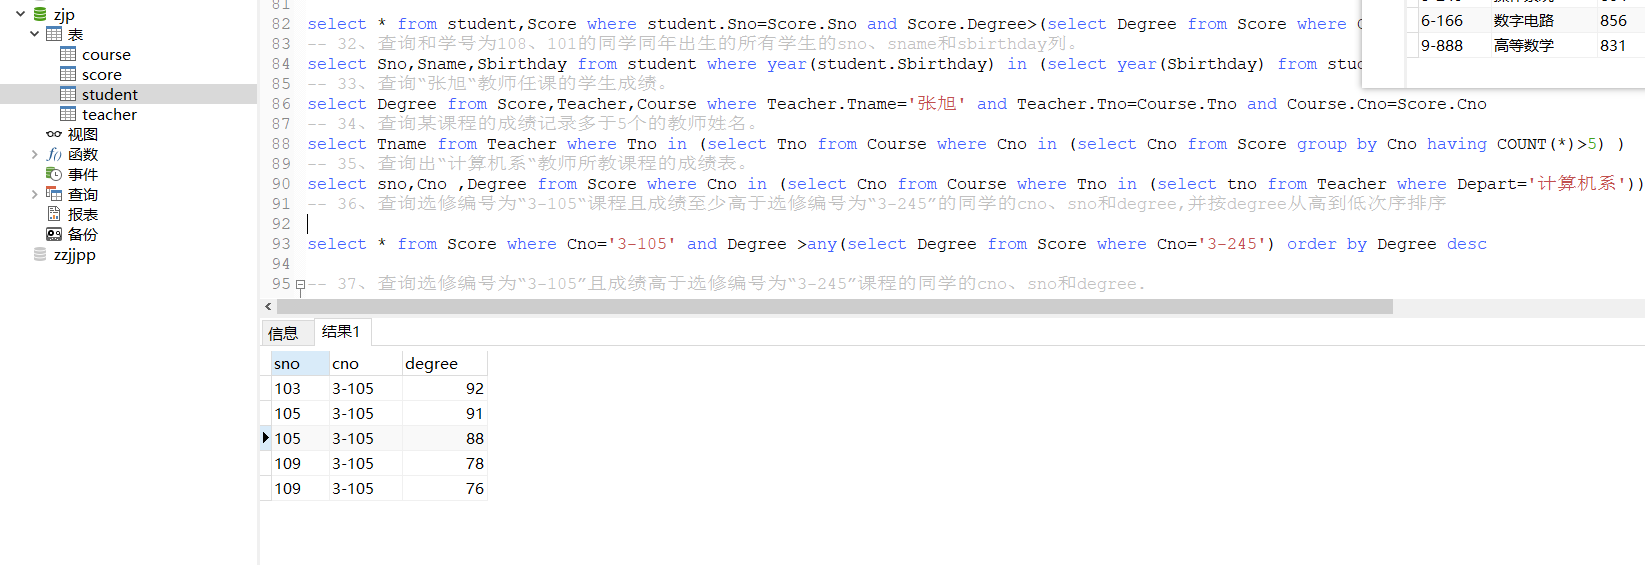 zjp
表
course
score
student
teacher
视图
函数
事件
查询
报表
备份
zzjjpp
81
82 select * from student,Score where student.Sno=Score.Sno and Score.Degree>(select Degree from Score where C
83 -- 32、查询和学号为108、101的同学同年出生的所有学生的sno、sname和sbirthday列。
84 select Sno,Sname,Sbirthday from student where year(student.Sbirthday) in (select year(Sbirthday) from stud
85 -- 33、查询“张旭“教师任课的学生成绩。
86 select Degree from Score,Teacher,Course where Teacher.Tname='张旭' and Teacher.Tno=Course.Tno and Course.Cno=Score.Cno
87 -- 34、查询某课程的成绩记录多于5个的教师姓名。
88 select Tname from Teacher where Tno in (select Tno from Course where Cno in (select Cno from Score group by Cno having COUNT(*)>5) )
89 -- 35、查询出“计算机系“教师所教课程的成绩表。
90 select sno,Cno ,Degree from Score where Cno in (select Cno from Course where Tno in (select tno from Teacher where Depart='计算机系'))
91 -- 36、查询选修编号为“3-105“课程且成绩至少高于选修编号为“3-245”的同学的cno、sno和degree,并按degree从高到低次序排序
92
93 select * from Score where Cno='3-105' and Degree >any(select Degree from Score where Cno='3-245') order by Degree desc
94
95 -- 37、查询选修编号为“3-105”且成绩高于选修编号为“3-245”课程的同学的cno、sno和degree.
6-166 数字电路 856
9-888 高等数学 831
信息 结果1
sno cno degree
103 3-105 92
105 3-105 91
105 3-105 88
109 3-105 78
109 3-105 76